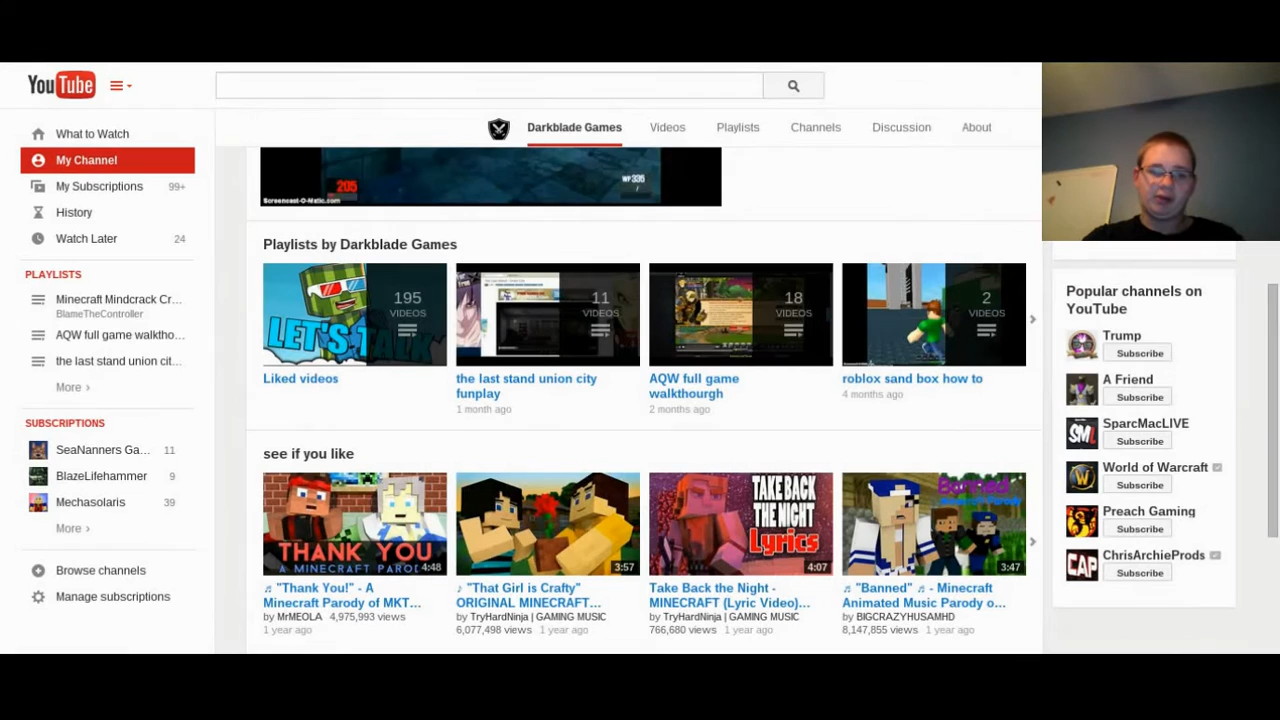 YouTube
Darkblade Games Videos Playlists Channels Discussion About
What to Watch
My Channel
My Subscriptions 99+
History
Watch Later 24
PLAYLISTS
Minecraft Mindcrack Cr...
BlameTheController
AQW full game walktho...
the last stand union cit...
More ›
SUBSCRIPTIONS
SeaNanners Ga... 11
BlazeLifehammer 9
Mechasolaris 39
More ›
Browse channels
Manage subscriptions
205
WP 335
/
Screencast-O-Matic.com
Playlists by Darkblade Games
LET'S TALK
195
VIDEOS
11
VIDEOS
18
VIDEOS
2
VIDEOS
Liked videos
the last stand union city
funplay
1 month ago
AQW full game
walkthourgh
2 months ago
roblox sand box how to
4 months ago
see if you like
THANK YOU
A MINECRAFT PAROD
4:48
3:57
TAKE BACK
THE NIGHT
Lyrics
4:07
Banned!
3:47
♬ "Thank You!" - A
Minecraft Parody of MKT...
by MrMEOLA 4,975,993 views
1 year ago
♪ "That Girl is Crafty"
ORIGINAL MINECRAFT...
by TryHardNinja | GAMING MUSIC
6,077,498 views 1 year ago
Take Back the Night -
MINECRAFT (Lyric Video)...
by TryHardNinja | GAMING MUSIC
766,680 views 1 year ago
♬ "Banned" ♬ - Minecraft
Animated Music Parody o...
by BIGCRAZYHUSAMHD
8,147,855 views 1 year ago
Popular channels on
YouTube
Trump
Subscribe
A Friend
Subscribe
SML
SparcMacLIVE
Subscribe
World of Warcraft
Subscribe
Preach Gaming
Subscribe
CAP
ChrisArchieProds
Subscribe